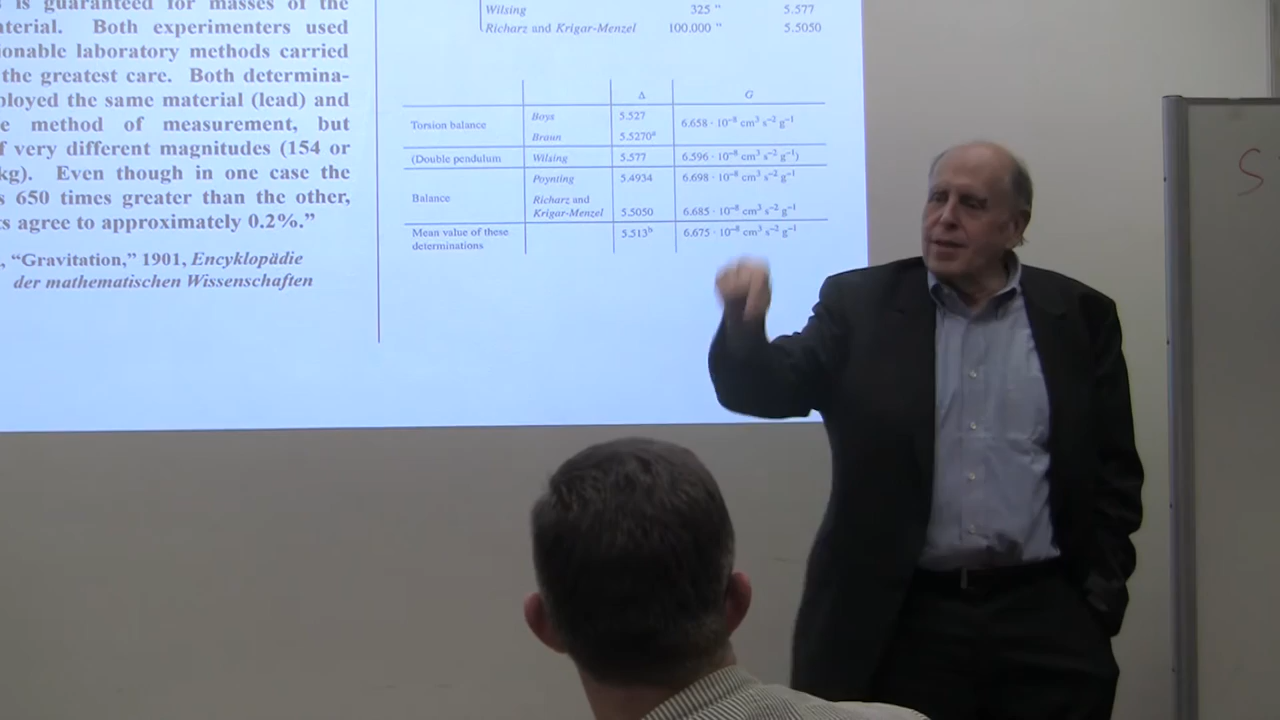 s is guaranteed for masses of the
aterial. Both experimenters used
ionable laboratory methods carried
the greatest care. Both determina-
ployed the same material (lead) and
e method of measurement, but
f very different magnitudes (154 or
kg). Even though in one case the
s 650 times greater than the other,
ts agree to approximately 0.2%.”
, “Gravitation,” 1901, Encyklopädie
der mathematischen Wissenschaften
Wilsing 325 " 5.577
Richarz and Krigar-Menzel 100.000 " 5.5050
Δ G
Torsion balance Boys 5.527 6.658 · 10⁻⁸ cm³ s⁻² g⁻¹
Braun 5.5270ᵃ
(Double pendulum Wilsing 5.577 6.596 · 10⁻⁸ cm³ s⁻² g⁻¹)
Balance Poynting 5.4934 6.698 · 10⁻⁸ cm³ s⁻² g⁻¹
Richarz and
Krigar-Menzel 5.5050 6.685 · 10⁻⁸ cm³ s⁻² g⁻¹
Mean value of these
determinations 5.513ᵇ 6.675 · 10⁻⁸ cm³ s⁻² g⁻¹
S